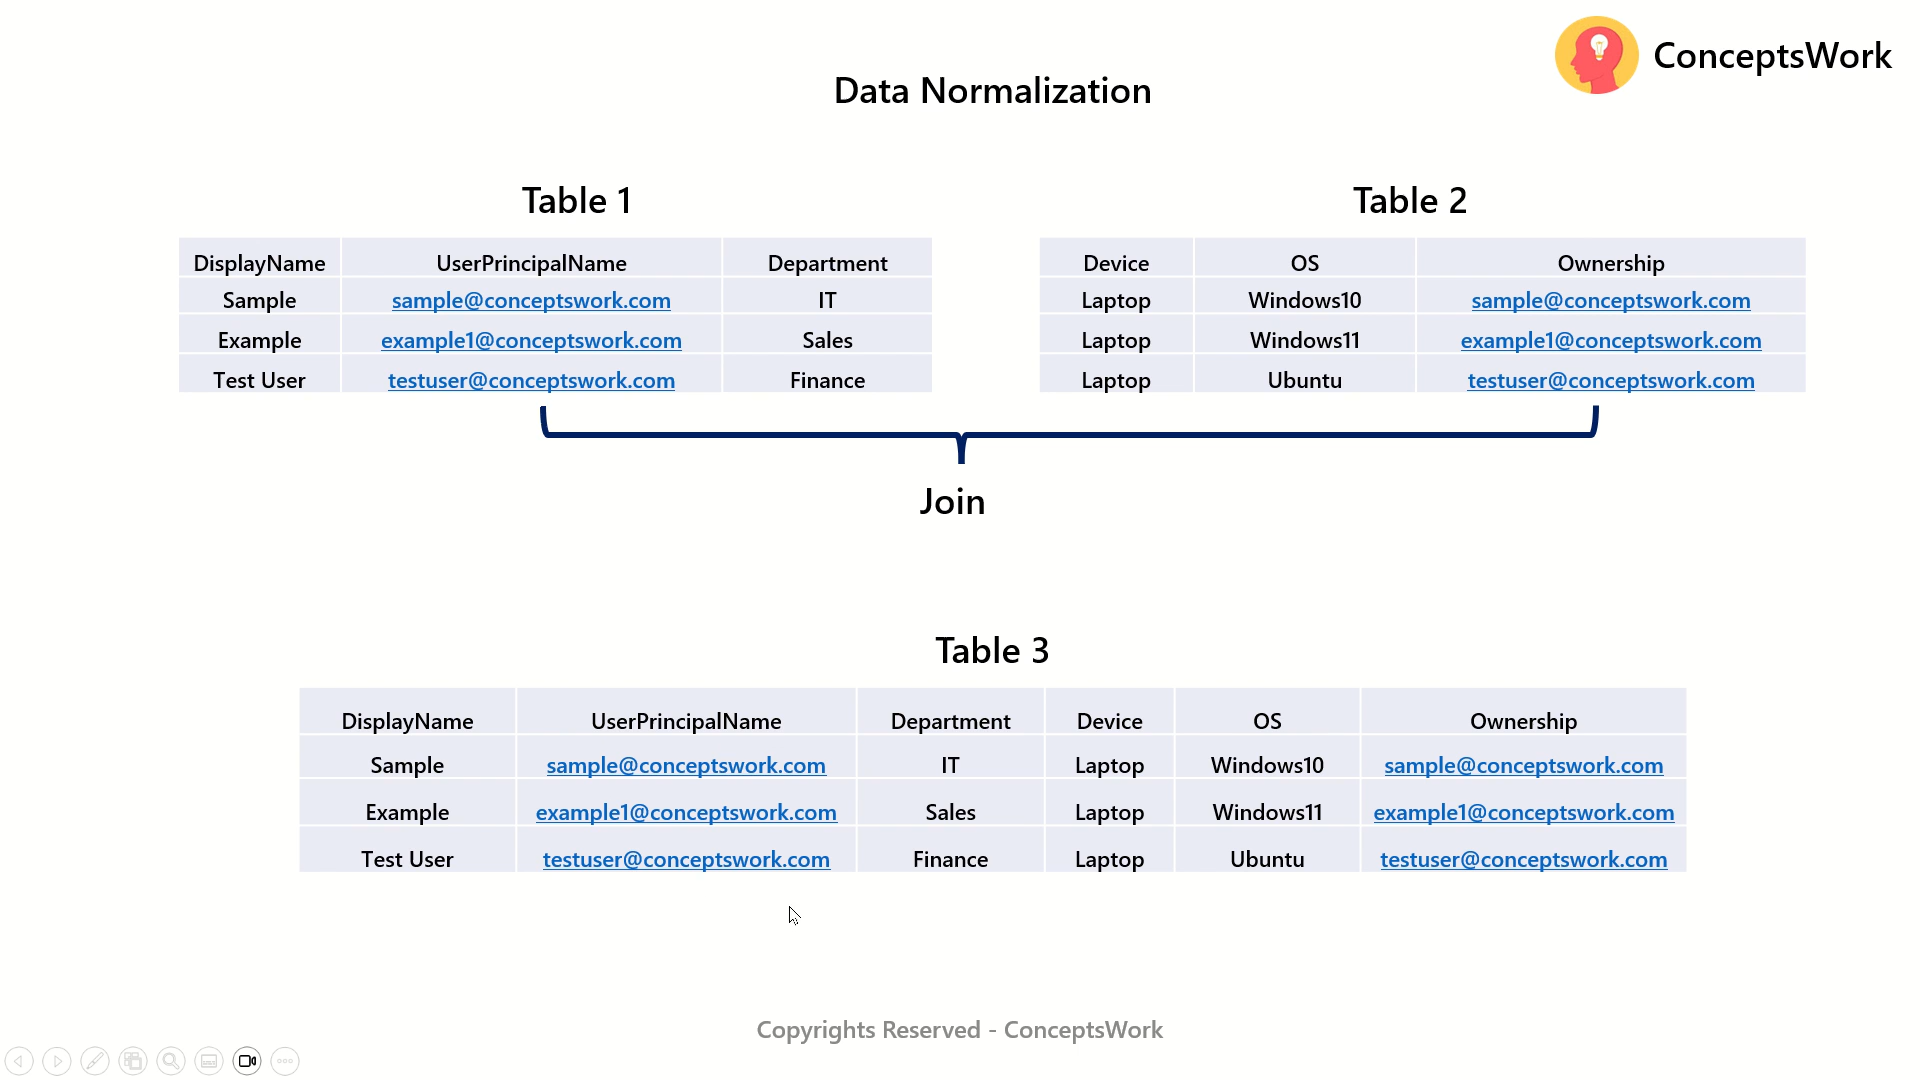 ConceptsWork
Data Normalization
Table 1
DisplayName UserPrincipalName Department
Sample sample@conceptswork.com IT
Example example1@conceptswork.com Sales
Test User testuser@conceptswork.com Finance
Table 2
Device OS Ownership
Laptop Windows10 sample@conceptswork.com
Laptop Windows11 example1@conceptswork.com
Laptop Ubuntu testuser@conceptswork.com
Join
Table 3
DisplayName UserPrincipalName Department Device OS Ownership
Sample sample@conceptswork.com IT Laptop Windows10 sample@conceptswork.com
Example example1@conceptswork.com Sales Laptop Windows11 example1@conceptswork.com
Test User testuser@conceptswork.com Finance Laptop Ubuntu testuser@conceptswork.com
Copyrights Reserved - ConceptsWork